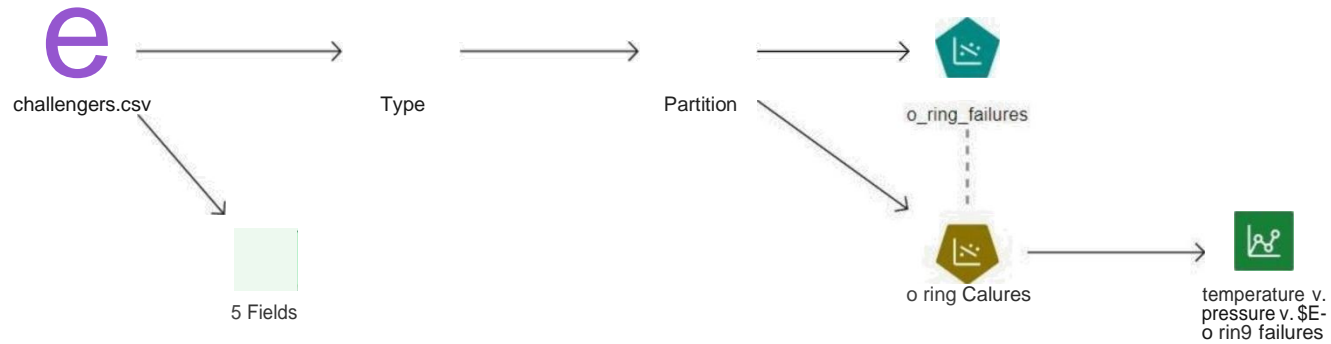 e
challengers.csv
Type
Partition
o_ring_failures
5 Fields
o ring Calures
temperature v.
pressure v. $E-
o rin9 failures